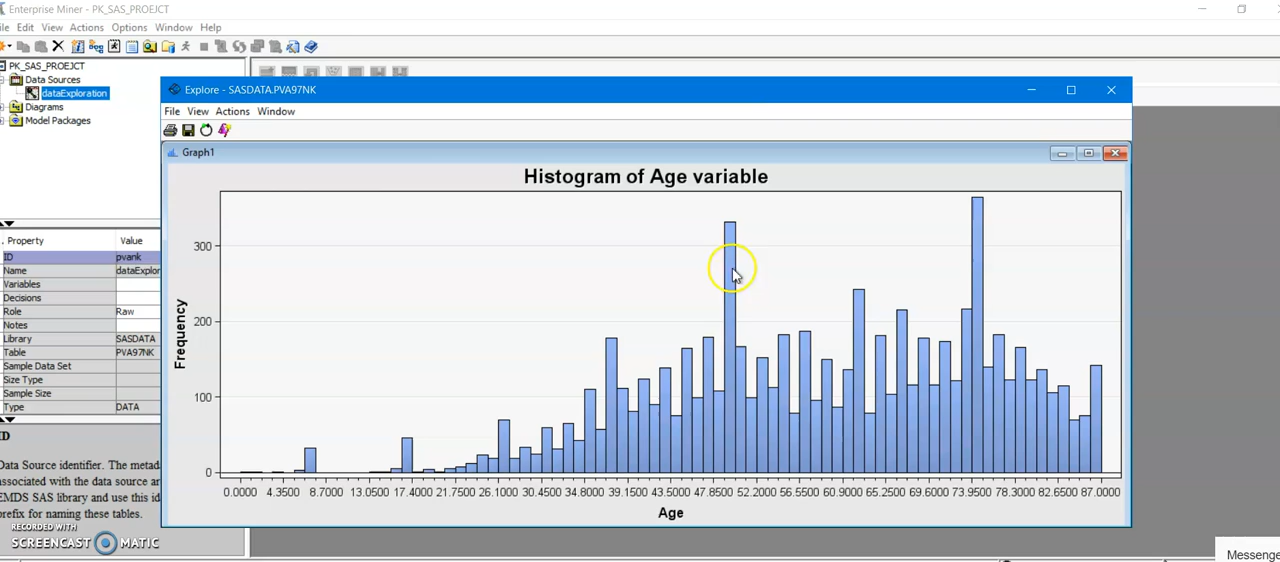 Enterprise Miner - PK_SAS_PROEJCT
ile Edit View Actions Options Window Help
PK_SAS_PROEJCT
Data Sources
dataExploration
Diagrams
Model Packages
Explore - SASDATA.PVA97NK
File View Actions Window
Graph1
Histogram of Age variable
300
200
100
0
Frequency
0.0000 4.3500 8.7000 13.0500 17.4000 21.7500 26.1000 30.4500 34.8000 39.1500 43.5000 47.8500 52.2000 56.5500 60.9000 65.2500 69.6000 73.9500 78.3000 82.6500 87.0000
Age
. Property Value
ID pvank
Name dataExplor
Variables
Decisions
Role Raw
Notes
Library SASDATA
Table PVA97NK
Sample Data Set
Size Type
Sample Size
Type DATA
ID
Data Source identifier. The metad
associated with the data source ar
EMDS SAS library and use this id
prefix for naming these tables.
RECORDED WITH
SCREENCAST MATIC
Messenge